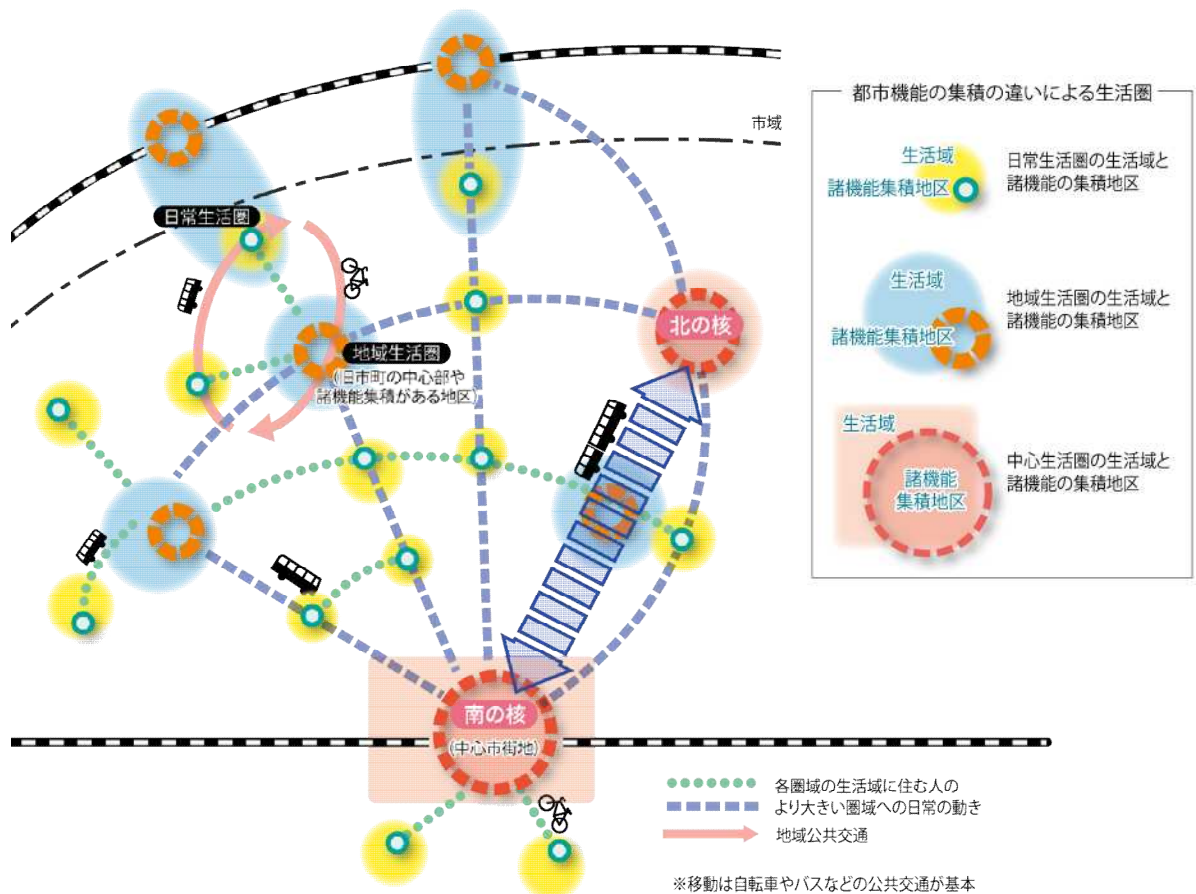 市域
日常生活圏
北の核
地域生活圏
(旧市町の中心部や
諸機能集積がある地区)
南の核
(中心市街地)
都市機能の集積の違いによる生活圏
生活域
諸機能集積地区
日常生活圏の生活域と
諸機能の集積地区
生活域
諸機能集積地区
地域生活圏の生活域と
諸機能の集積地区
生活域
諸機能
集積地区
中心生活圏の生活域と
諸機能の集積地区
各圏域の生活域に住む人の
より大きい圏域への日常の動き
地域公共交通
※移動は自転車やバスなどの公共交通が基本